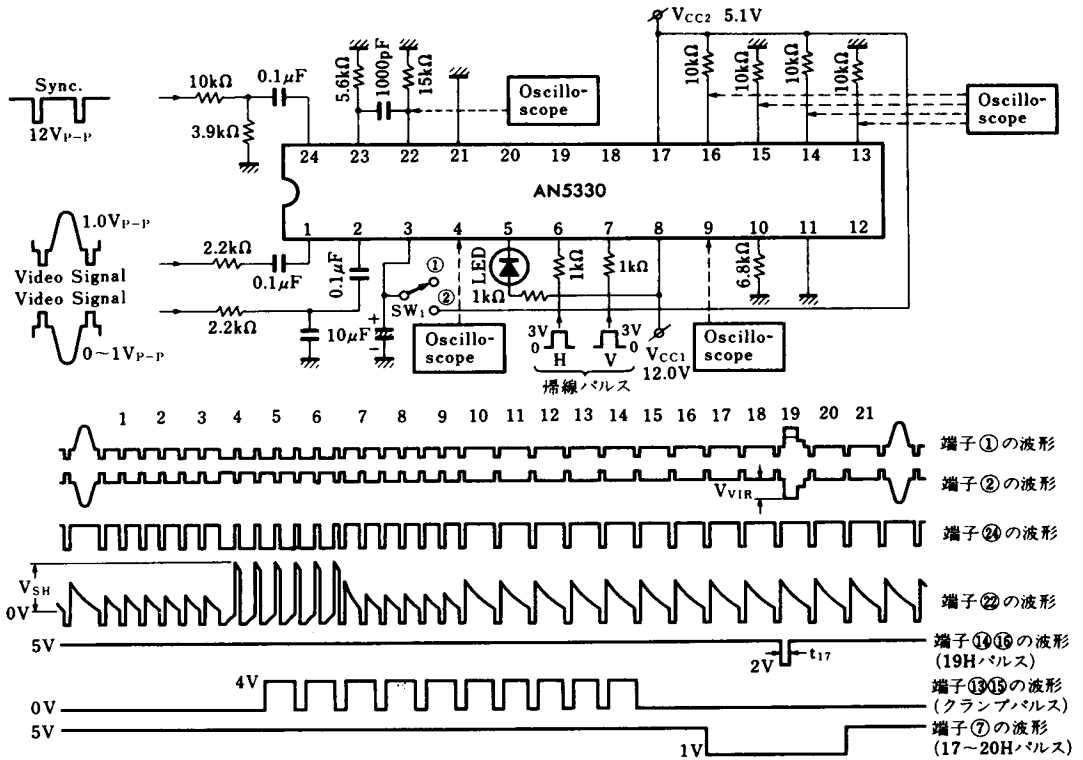 V_CC2 5.1V
Sync.
12V_P-P
10kΩ
0.1μF
3.9kΩ
5.6kΩ
1000pF
15kΩ
Oscillo-
scope
10kΩ
10kΩ
10kΩ
10kΩ
Oscillo-
scope
24 23 22 21 20 19 18 17 16 15 14 13
AN5330
1 2 3 4 5 6 7 8 9 10 11 12
1.0V_P-P
Video Signal
Video Signal
0~1V_P-P
2.2kΩ
0.1μF
2.2kΩ
0.1μF
10μF
+
-
SW₁
①
②
Oscillo-
scope
LED
1kΩ
1kΩ
1kΩ
3V
0
H
3V
0
V
帰線パルス
V_CC1
12.0V
6.8kΩ
Oscillo-
scope
1 2 3 4 5 6 7 8 9 10 11 12 13 14 15 16 17 18 19 20 21
端子①の波形
V_VIR
端子②の波形
端子㉔の波形
V_SH
0V
端子㉒の波形
5V
2V
t₁₇
端子⑭⑯の波形
(19Hパルス)
4V
0V
端子⑬⑮の波形
(クランプパルス)
5V
1V
端子⑦の波形
(17~20Hパルス)